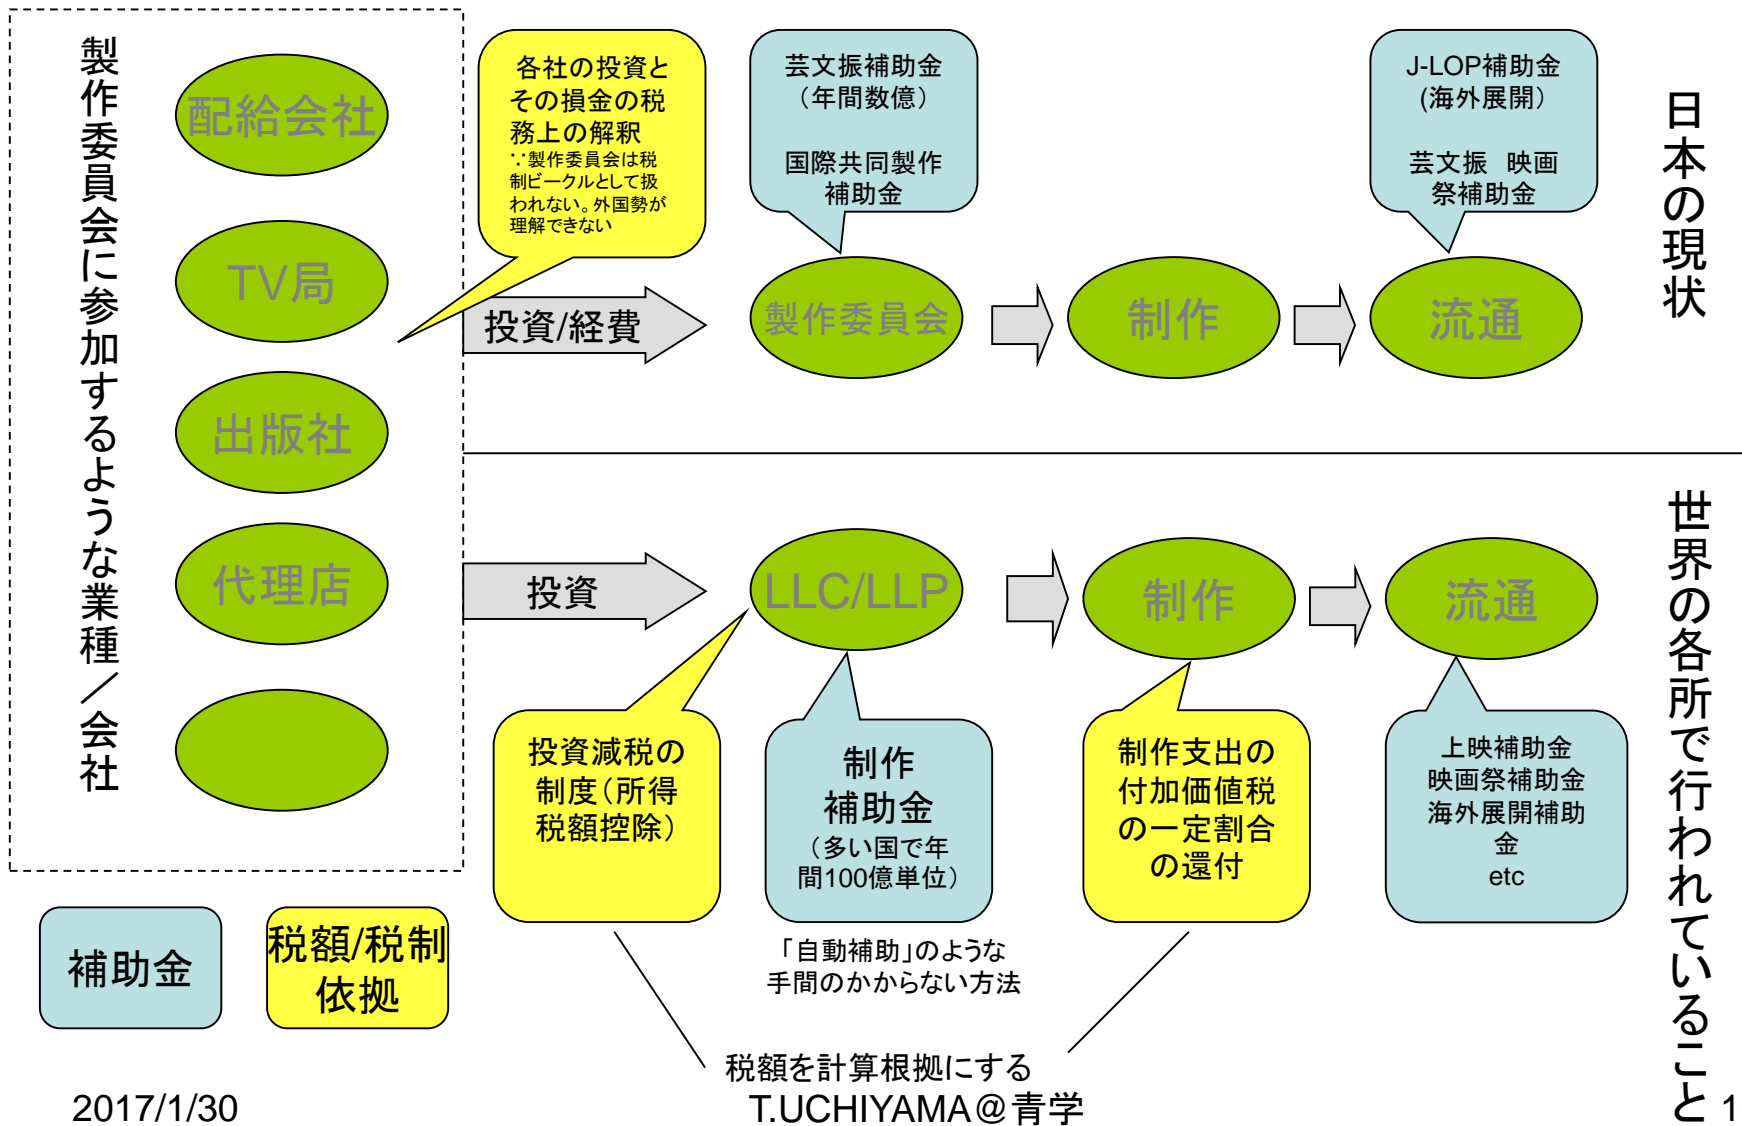 製作委員会に参加するような業種／会社
配給会社
TV局
出版社
代理店
各社の投資と
その損金の税
務上の解釈
∵製作委員会は税
制ビークルとして扱
われない。外国勢が
理解できない
芸文振補助金
（年間数億）
国際共同製作
補助金
J-LOP補助金
(海外展開）
芸文振　映画
祭補助金
投資/経費
製作委員会
制作
流通
日本の現状
投資
LLC/LLP
制作
流通
世界の各所で行われていること
投資減税の
制度（所得
税額控除）
制作
補助金
（多い国で年
間100億単位）
制作支出の
付加価値税
の一定割合
の還付
上映補助金
映画祭補助金
海外展開補助
金
etc
「自動補助」のような
手間のかからない方法
補助金
税額/税制
依拠
税額を計算根拠にする
2017/1/30
T.UCHIYAMA＠青学
1